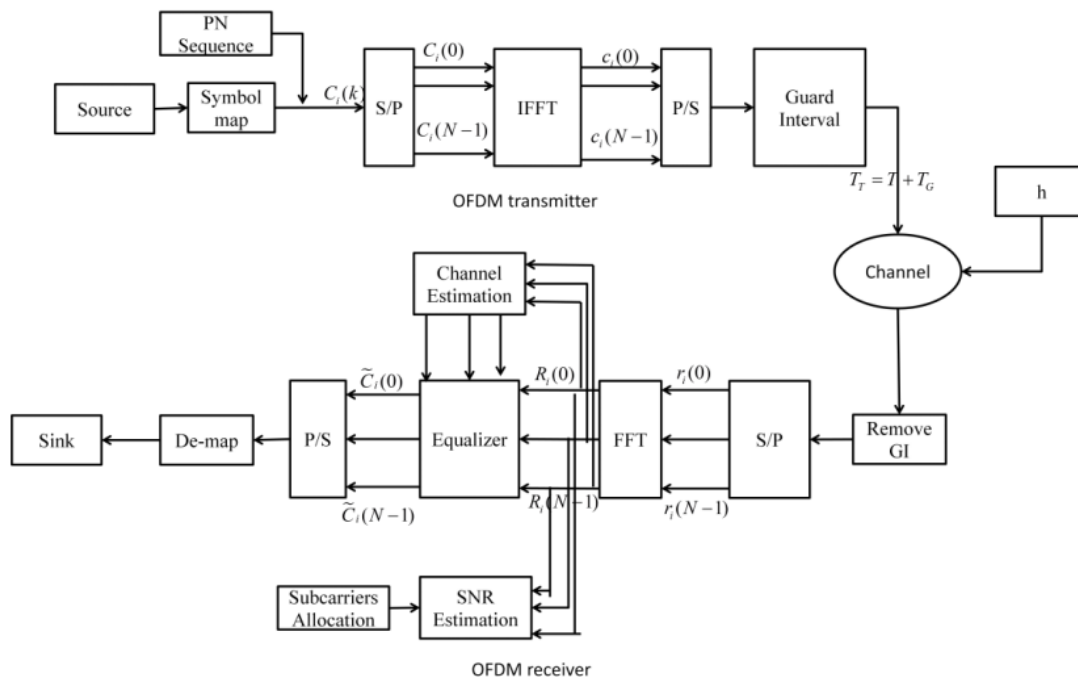 PN
Sequence
Source
Symbol
map
C_i(k)
S/P
C_i(0)
C_i(N-1)
IFFT
c_i(0)
c_i(N-1)
P/S
Guard
Interval
T_T = T + T_G
h
OFDM transmitter
Channel
Channel
Estimation
Sink
De-map
P/S
C̃_i(0)
C̃_i(N-1)
Equalizer
R_i(0)
R_i(N-1)
FFT
r_i(0)
r_i(N-1)
S/P
Remove
GI
Subcarriers
Allocation
SNR
Estimation
OFDM receiver